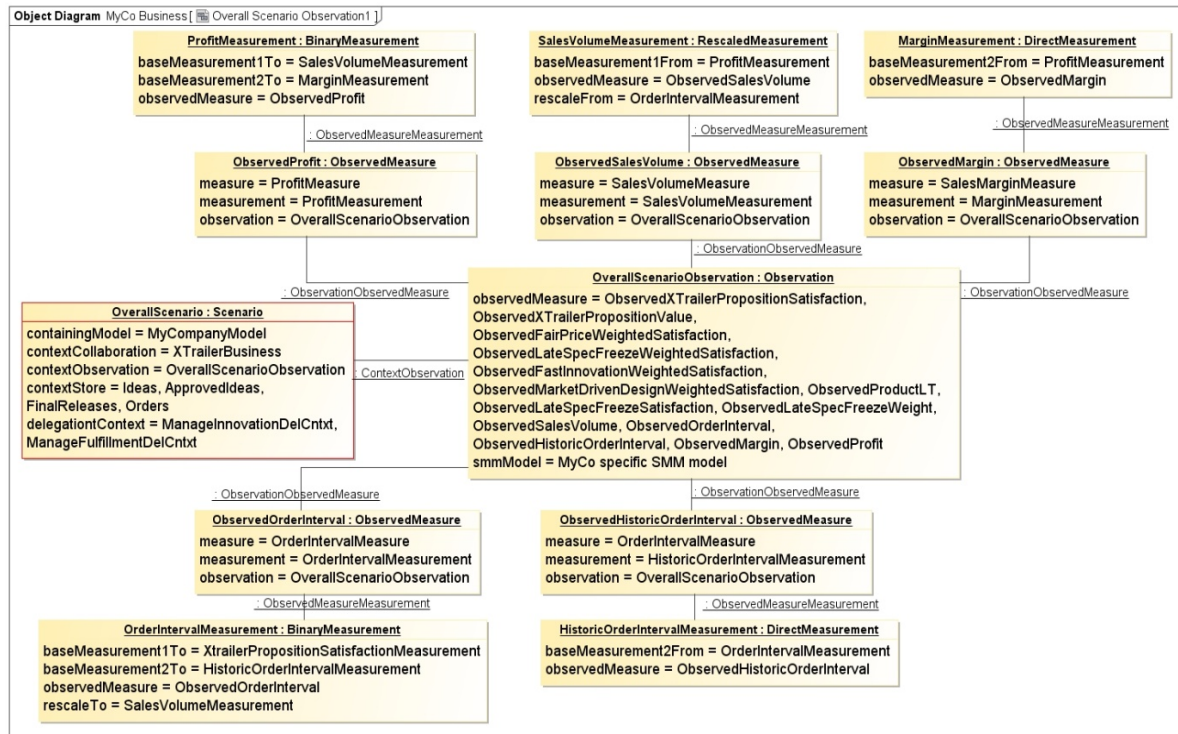 Object Diagram MyCo Business[ Overall Scenario Observation1 ]
ProfitMeasurement : BinaryMeasurement
baseMeasurement1To = SalesVolumeMeasurement
baseMeasurement2To = MarginMeasurement
observedMeasure = ObservedProfit
SalesVolumeMeasurement : RescaledMeasurement
baseMeasurement1From = ProfitMeasurement
observedMeasure = ObservedSalesVolume
rescaleFrom = OrderIntervalMeasurement
MarginMeasurement : DirectMeasurement
baseMeasurement2From = ProfitMeasurement
observedMeasure = ObservedMargin
: ObservedMeasureMeasurement
: ObservedMeasureMeasurement
: ObservedMeasureMeasurement
ObservedProfit : ObservedMeasure
measure = ProfitMeasure
measurement = ProfitMeasurement
observation = OverallScenarioObservation
ObservedSalesVolume : ObservedMeasure
measure = SalesVolumeMeasure
measurement = SalesVolumeMeasurement
observation = OverallScenarioObservation
ObservedMargin : ObservedMeasure
measure = SalesMarginMeasure
measurement = MarginMeasurement
observation = OverallScenarioObservation
: ObservationObservedMeasure
: ObservationObservedMeasure
: ObservationObservedMeasure
OverallScenario : Scenario
containingModel = MyCompanyModel
contextCollaboration = XTrailerBusiness
contextObservation = OverallScenarioObservation
contextStore = Ideas, ApprovedIdeas,
FinalReleases, Orders
delegationtContext = ManageInnovationDelCntxt,
ManageFulfillmentDelCntxt
: ContextObservation
OverallScenarioObservation : Observation
observedMeasure = ObservedXTrailerPropositionSatisfaction,
ObservedXTrailerPropositionValue,
ObservedFairPriceWeightedSatisfaction,
ObservedLateSpecFreezeWeightedSatisfaction,
ObservedFastInnovationWeightedSatisfaction,
ObservedMarketDrivenDesignWeightedSatisfaction, ObservedProductLT,
ObservedLateSpecFreezeSatisfaction, ObservedLateSpecFreezeWeight,
ObservedSalesVolume, ObservedOrderInterval,
ObservedHistoricOrderInterval, ObservedMargin, ObservedProfit
smmModel = MyCo specific SMM model
: ObservationObservedMeasure
: ObservationObservedMeasure
ObservedOrderInterval : ObservedMeasure
measure = OrderIntervalMeasure
measurement = OrderIntervalMeasurement
observation = OverallScenarioObservation
ObservedHistoricOrderInterval : ObservedMeasure
measure = OrderIntervalMeasure
measurement = HistoricOrderIntervalMeasurement
observation = OverallScenarioObservation
: ObservedMeasureMeasurement
: ObservedMeasureMeasurement
OrderIntervalMeasurement : BinaryMeasurement
baseMeasurement1To = XtrailerPropositionSatisfactionMeasurement
baseMeasurement2To = HistoricOrderIntervalMeasurement
observedMeasure = ObservedOrderInterval
rescaleTo = SalesVolumeMeasurement
HistoricOrderIntervalMeasurement : DirectMeasurement
baseMeasurement2From = OrderIntervalMeasurement
observedMeasure = ObservedHistoricOrderInterval